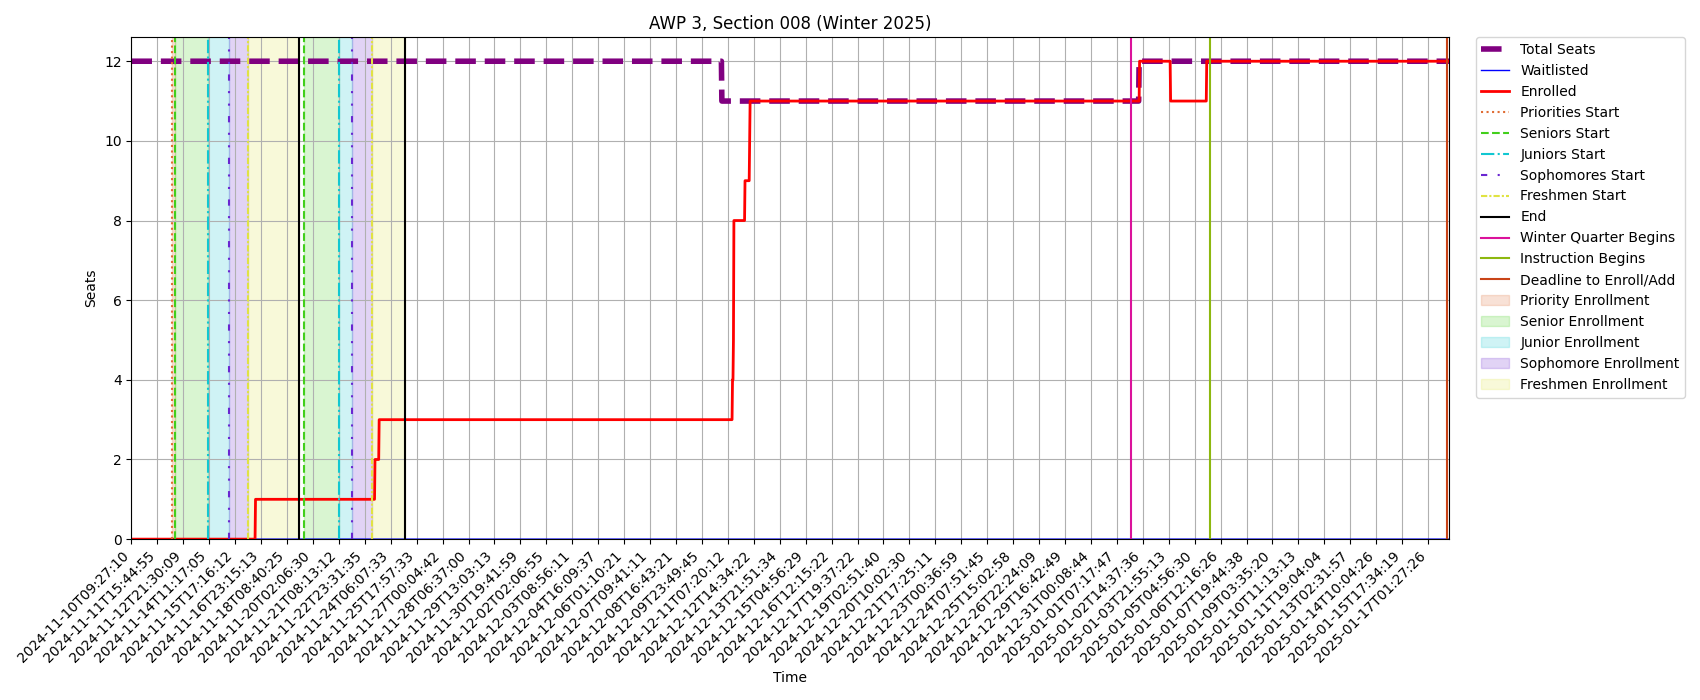 AWP 3, Section 008 (Winter 2025)
Seats
12
10
8
6
4
2
0
2024-11-10T09:27:10
2024-11-11T15:44:55
2024-11-12T21:30:09
2024-11-14T11:17:05
2024-11-15T17:16:12
2024-11-16T23:15:13
2024-11-18T08:40:25
2024-11-20T02:06:30
2024-11-21T08:13:12
2024-11-22T23:31:35
2024-11-24T06:07:33
2024-11-25T17:57:33
2024-11-27T00:04:42
2024-11-28T06:37:00
2024-11-29T13:03:13
2024-11-30T19:41:59
2024-12-02T02:06:55
2024-12-03T08:56:11
2024-12-04T16:09:37
2024-12-06T01:10:21
2024-12-07T09:41:11
2024-12-08T16:43:21
2024-12-09T23:49:45
2024-12-11T07:20:12
2024-12-12T14:34:22
2024-12-13T21:51:34
2024-12-15T04:56:29
2024-12-16T12:15:22
2024-12-17T19:37:22
2024-12-19T02:51:40
2024-12-20T10:02:30
2024-12-21T17:25:11
2024-12-23T00:36:59
2024-12-24T07:51:45
2024-12-25T15:02:58
2024-12-26T22:24:09
2024-12-29T16:42:49
2024-12-31T00:08:44
2025-01-01T07:17:47
2025-01-02T14:37:36
2025-01-03T21:55:13
2025-01-05T04:56:30
2025-01-06T12:16:26
2025-01-07T19:44:38
2025-01-09T03:35:20
2025-01-10T11:13:13
2025-01-11T19:04:04
2025-01-13T02:31:57
2025-01-14T10:04:26
2025-01-15T17:34:19
2025-01-17T01:27:26
Time
Total Seats
Waitlisted
Enrolled
Priorities Start
Seniors Start
Juniors Start
Sophomores Start
Freshmen Start
End
Winter Quarter Begins
Instruction Begins
Deadline to Enroll/Add
Priority Enrollment
Senior Enrollment
Junior Enrollment
Sophomore Enrollment
Freshmen Enrollment